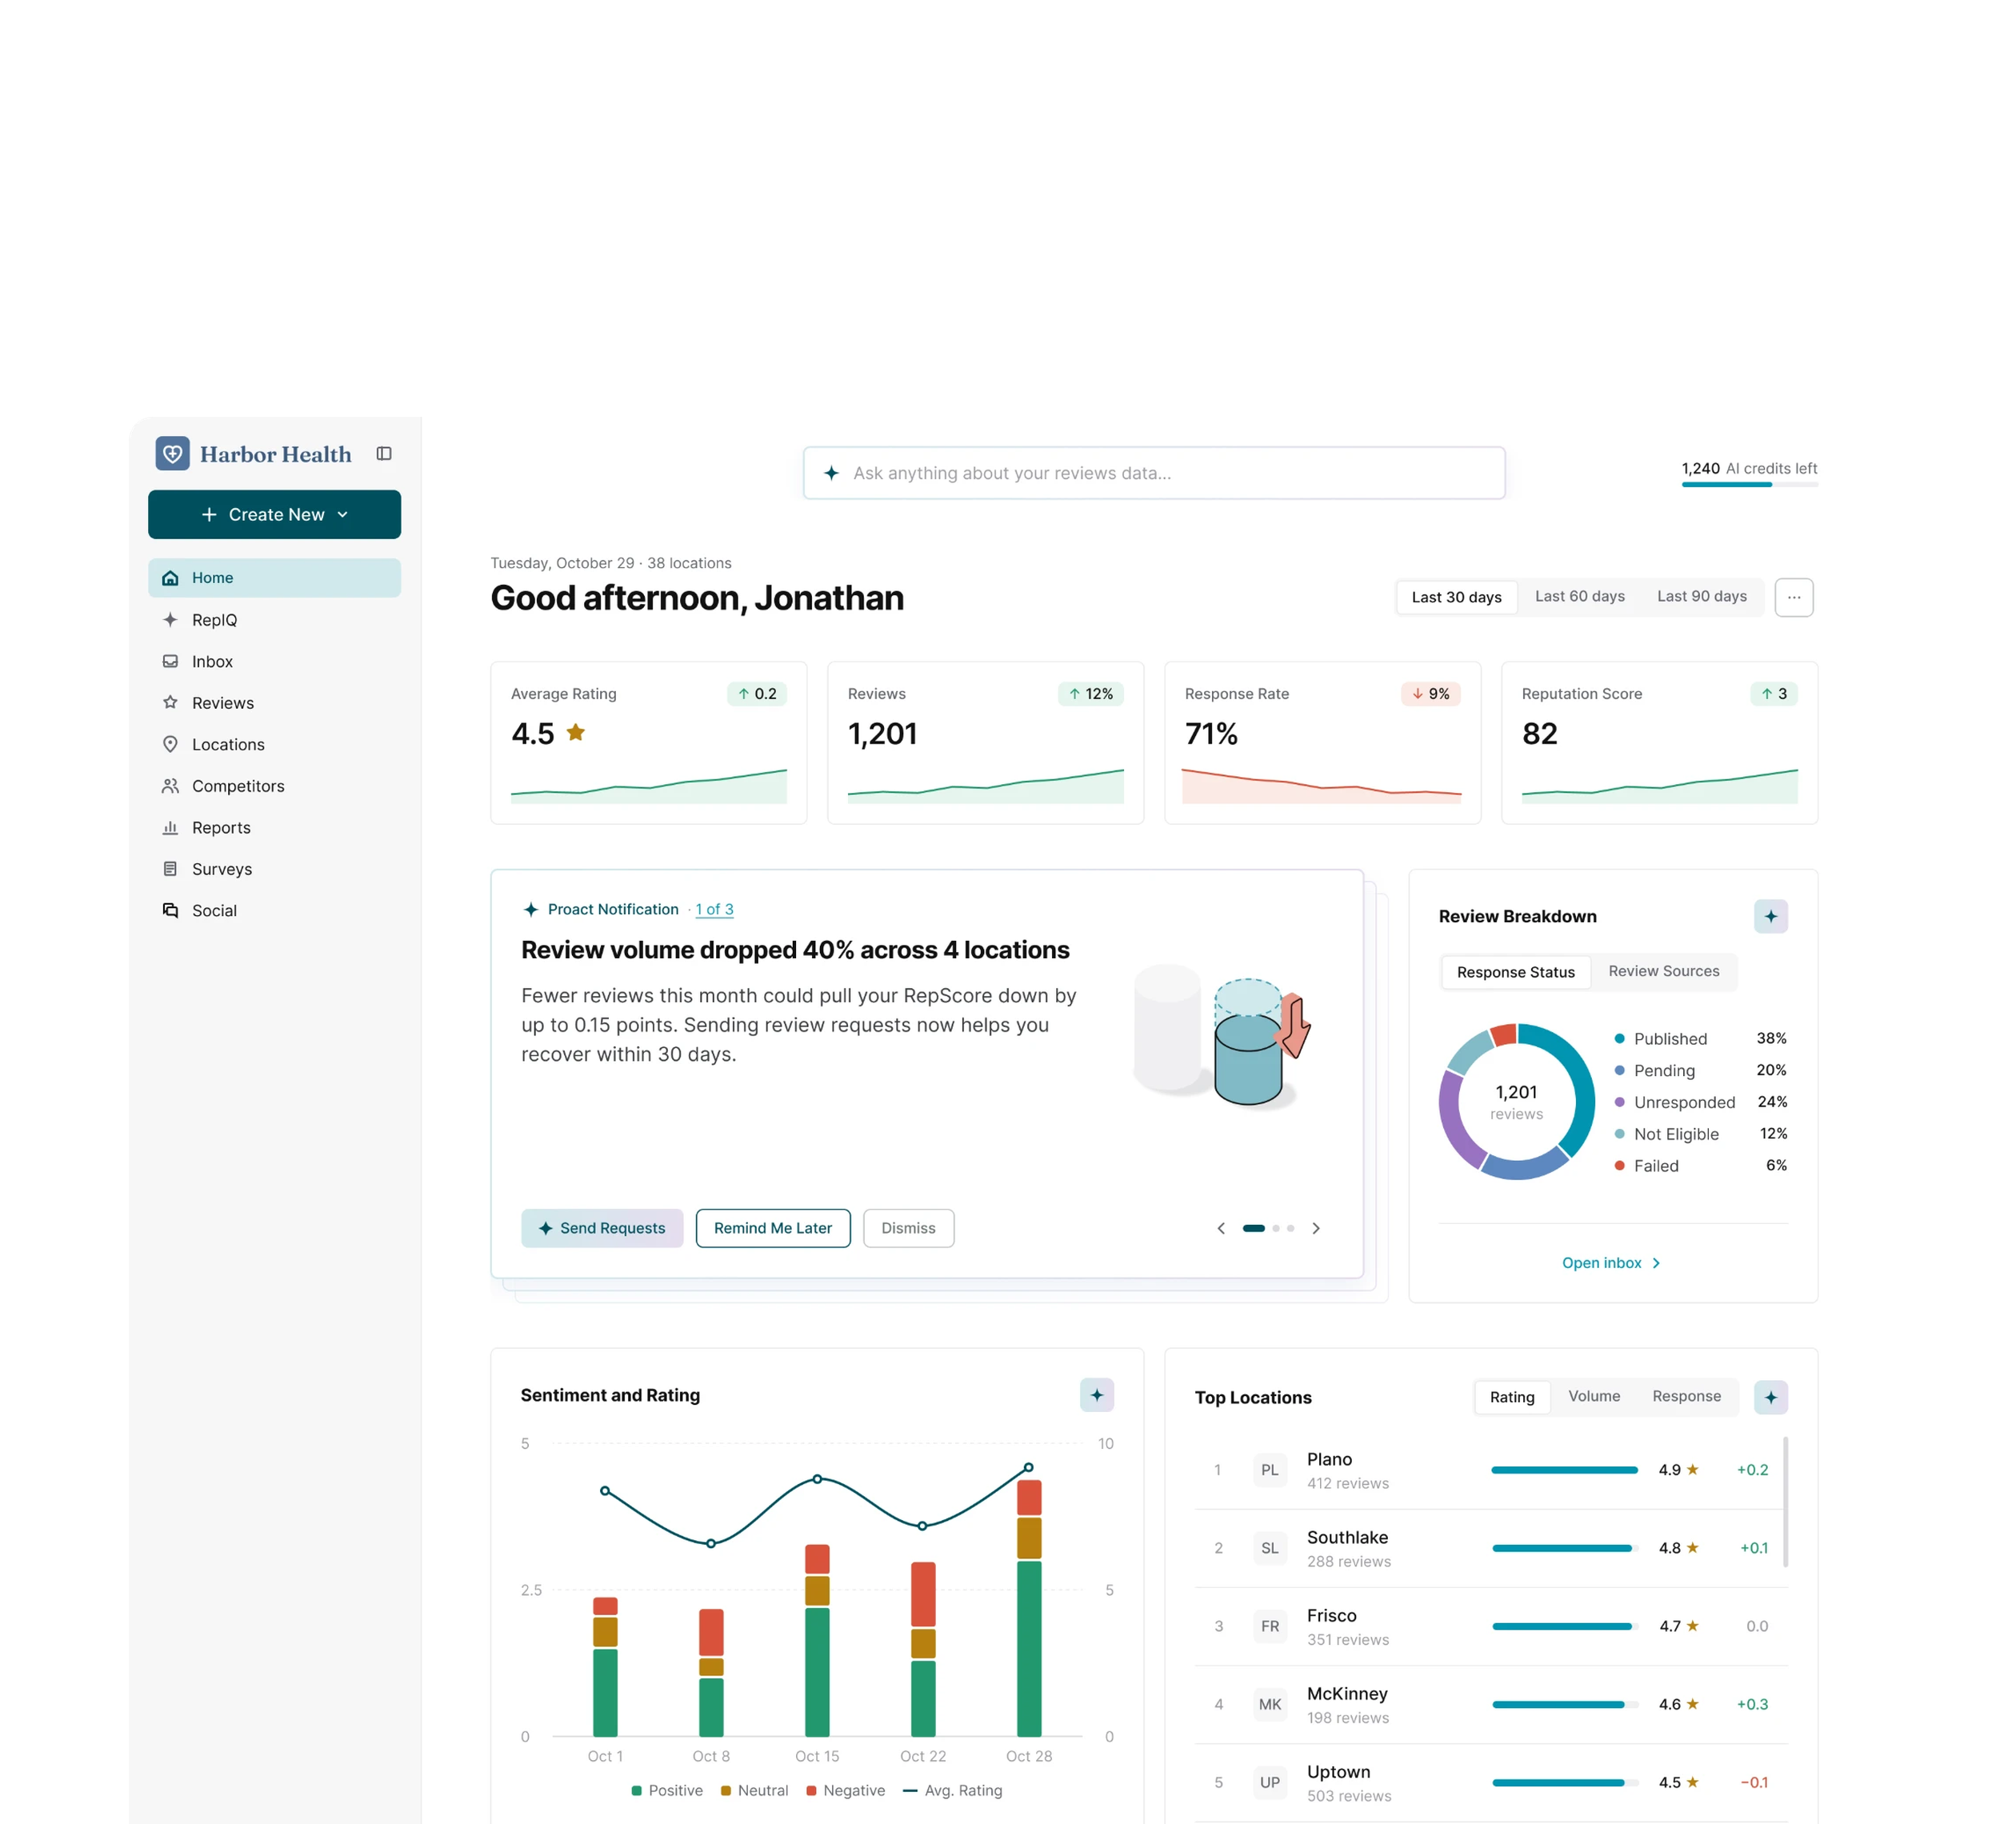 Harbor Health
Create New
Home
RepIQ
Inbox
Reviews
Locations
Competitors
Reports
Surveys
Social
Ask anything about your reviews data...
1,240 AI credits left
Tuesday, October 29 · 38 locations
Good afternoon, Jonathan
Last 30 days Last 60 days Last 90 days ...
Average Rating ↑ 0.2
4.5 ★
Reviews ↑ 12%
1,201
Response Rate ↓ 9%
71%
Reputation Score ↑ 3
82
Proact Notification · 1 of 3
Review volume dropped 40% across 4 locations
Fewer reviews this month could pull your RepScore down by
up to 0.15 points. Sending review requests now helps you
recover within 30 days.
Send Requests Remind Me Later Dismiss
Review Breakdown
Response Status Review Sources
1,201
reviews
Published 38%
Pending 20%
Unresponded 24%
Not Eligible 12%
Failed 6%
Open inbox
Sentiment and Rating
5 10
2.5 5
0 0
Oct 1 Oct 8 Oct 15 Oct 22 Oct 28
Positive Neutral Negative Avg. Rating
Top Locations
Rating Volume Response
1 PL Plano 4.9 ★ +0.2
412 reviews
2 SL Southlake 4.8 ★ +0.1
288 reviews
3 FR Frisco 4.7 ★ 0.0
351 reviews
4 MK McKinney 4.6 ★ +0.3
198 reviews
5 UP Uptown 4.5 ★ −0.1
503 reviews